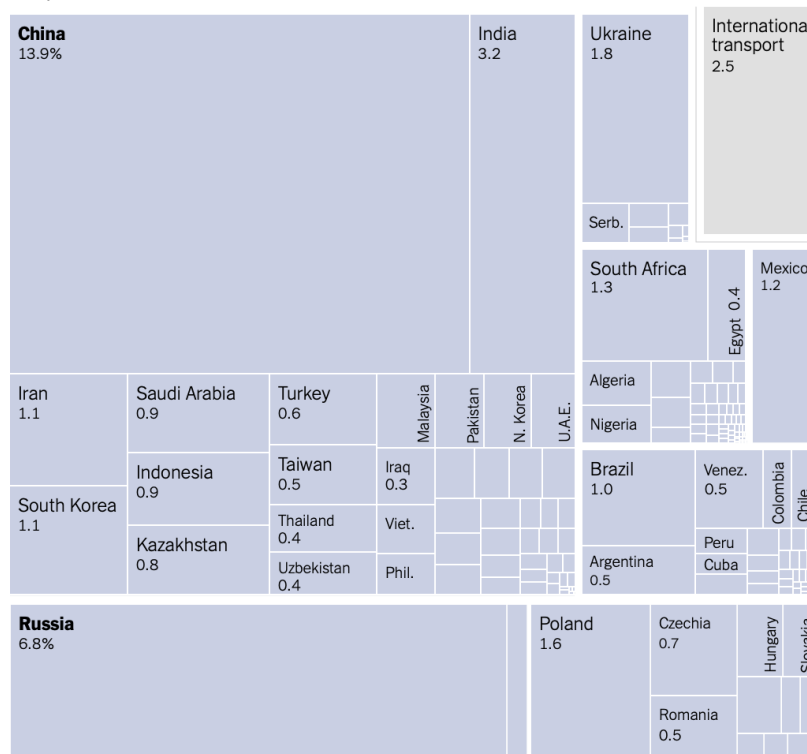 China
13.9%
India
3.2
Ukraine
1.8
Internationa
transport
2.5
Serb.
South Africa
1.3
Egypt 0.4
Mexico
1.2
Algeria
Nigeria
Iran
1.1
Saudi Arabia
0.9
Turkey
0.6
Malaysia
Pakistan
N. Korea
U.A.E.
Indonesia
0.9
Taiwan
0.5
Iraq
0.3
South Korea
1.1
Kazakhstan
0.8
Thailand
0.4
Viet.
Uzbekistan
0.4
Phil.
Brazil
1.0
Venez.
0.5
Colombia
Chile
Peru
Cuba
Argentina
0.5
Russia
6.8%
Poland
1.6
Czechia
0.7
Hungary
Slovakia
Romania
0.5